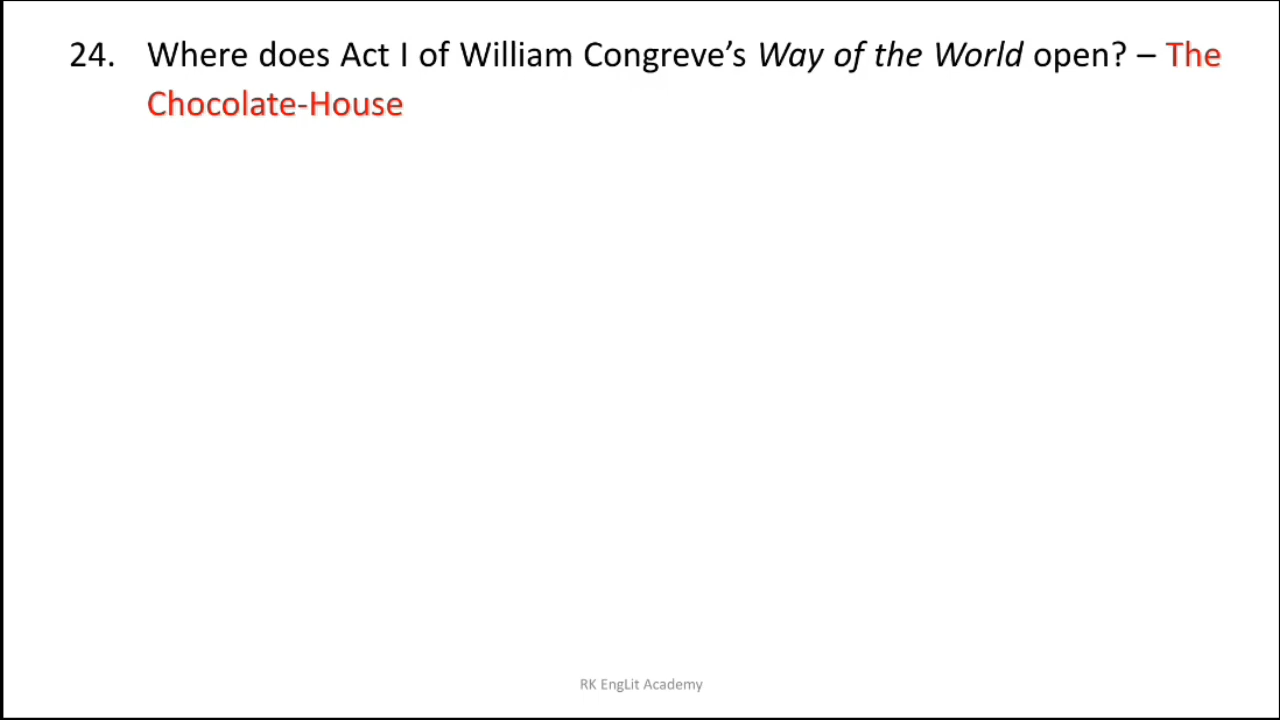 24. Where does Act I of William Congreve’s Way of the World open? – The
Chocolate-House
RK EngLit Academy